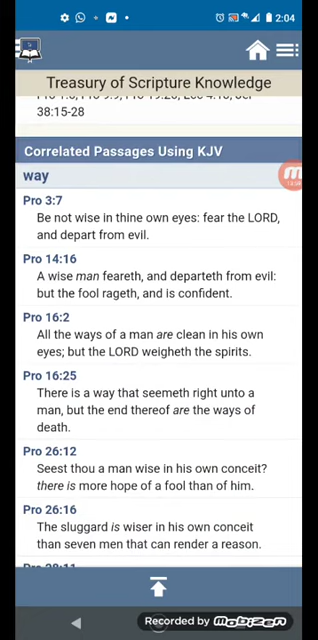 2:04
Treasury of Scripture Knowledge
38:15-28
Correlated Passages Using KJV
way
Pro 3:7
Be not wise in thine own eyes: fear the LORD,
and depart from evil.
Pro 14:16
A wise man feareth, and departeth from evil:
but the fool rageth, and is confident.
Pro 16:2
All the ways of a man are clean in his own
eyes; but the LORD weigheth the spirits.
Pro 16:25
There is a way that seemeth right unto a
man, but the end thereof are the ways of
death.
Pro 26:12
Seest thou a man wise in his own conceit?
there is more hope of a fool than of him.
Pro 26:16
The sluggard is wiser in his own conceit
than seven men that can render a reason.
Recorded by mobizen